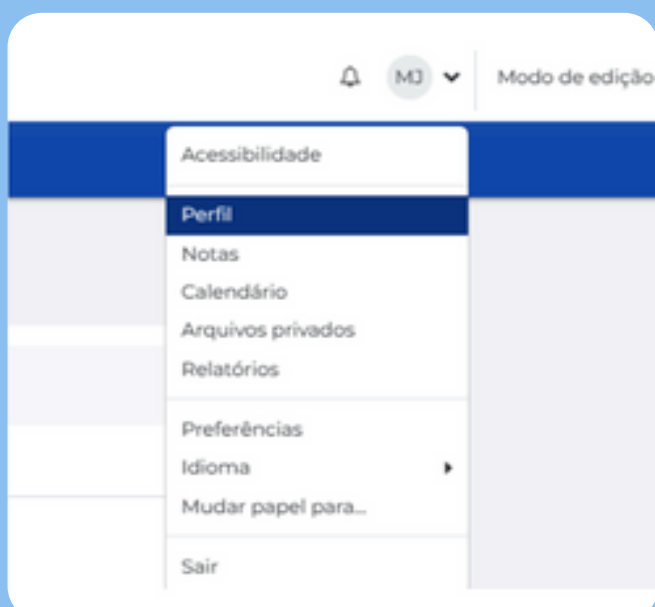 MJ Modo de edição
Acessibilidade
Perfil
Notas
Calendário
Arquivos privados
Relatórios
Preferências
Idioma
Mudar papel para...
Sair